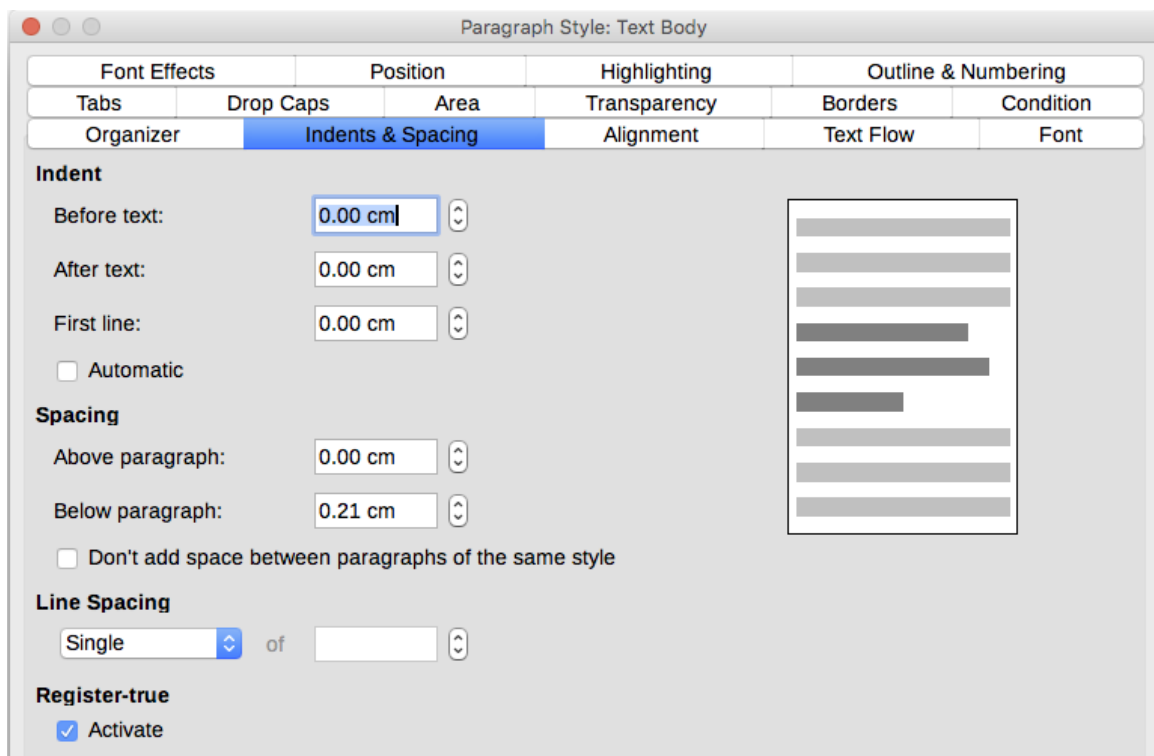 Paragraph Style: Text Body
Font Effects Position Highlighting Outline & Numbering
Tabs Drop Caps Area Transparency Borders Condition
Organizer Indents & Spacing Alignment Text Flow Font
Indent
Before text: 0.00 cm
After text: 0.00 cm
First line: 0.00 cm
Automatic
Spacing
Above paragraph: 0.00 cm
Below paragraph: 0.21 cm
Don't add space between paragraphs of the same style
Line Spacing
Single of
Register-true
Activate